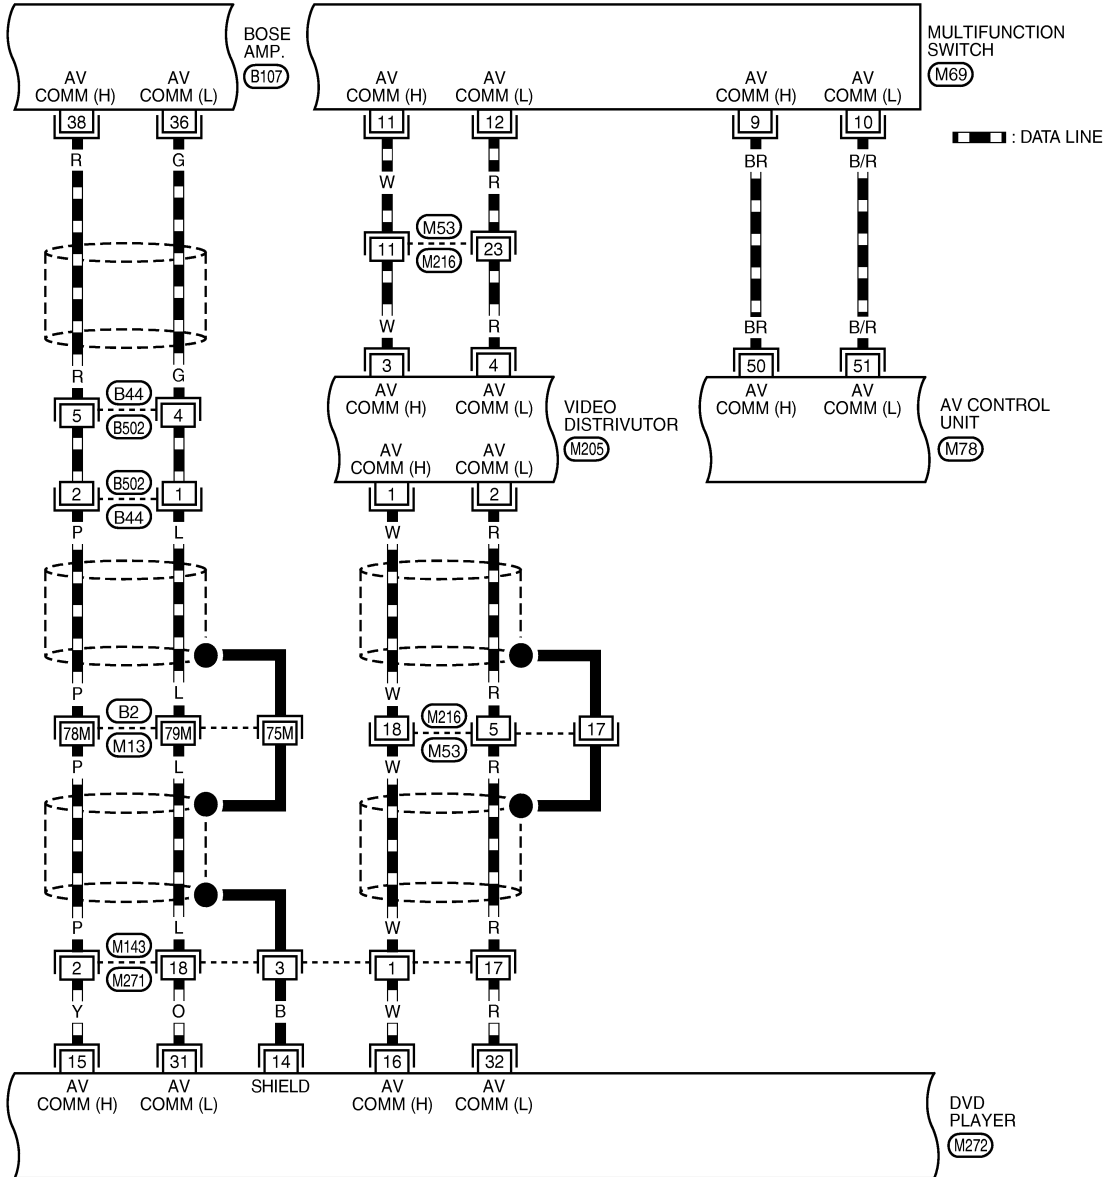 BOSE
AMP.
B107
AV
COMM (H)
AV
COMM (L)
38
36
MULTIFUNCTION
SWITCH
M69
AV
COMM (H)
AV
COMM (L)
AV
COMM (H)
AV
COMM (L)
11
12
9
10
: DATA LINE
R
G
W
R
BR
B/R
11
M53
M216
23
W
R
BR
B/R
3
4
50
51
R
G
5
B44
B502
4
2
B502
B44
1
AV
COMM (H)
AV
COMM (L)
VIDEO
DISTRIVUTOR
M205
AV
COMM (H)
AV
COMM (L)
AV
COMM (H)
AV
COMM (L)
AV CONTROL
UNIT
M78
1
2
P
L
W
R
P
L
W
R
78M
B2
M13
79M
75M
18
M216
M53
5
17
P
L
W
R
P
L
W
R
2
M143
M271
18
3
1
17
Y
O
B
W
R
15
31
14
16
32
AV
COMM (H)
AV
COMM (L)
SHIELD
AV
COMM (H)
AV
COMM (L)
DVD
PLAYER
M272